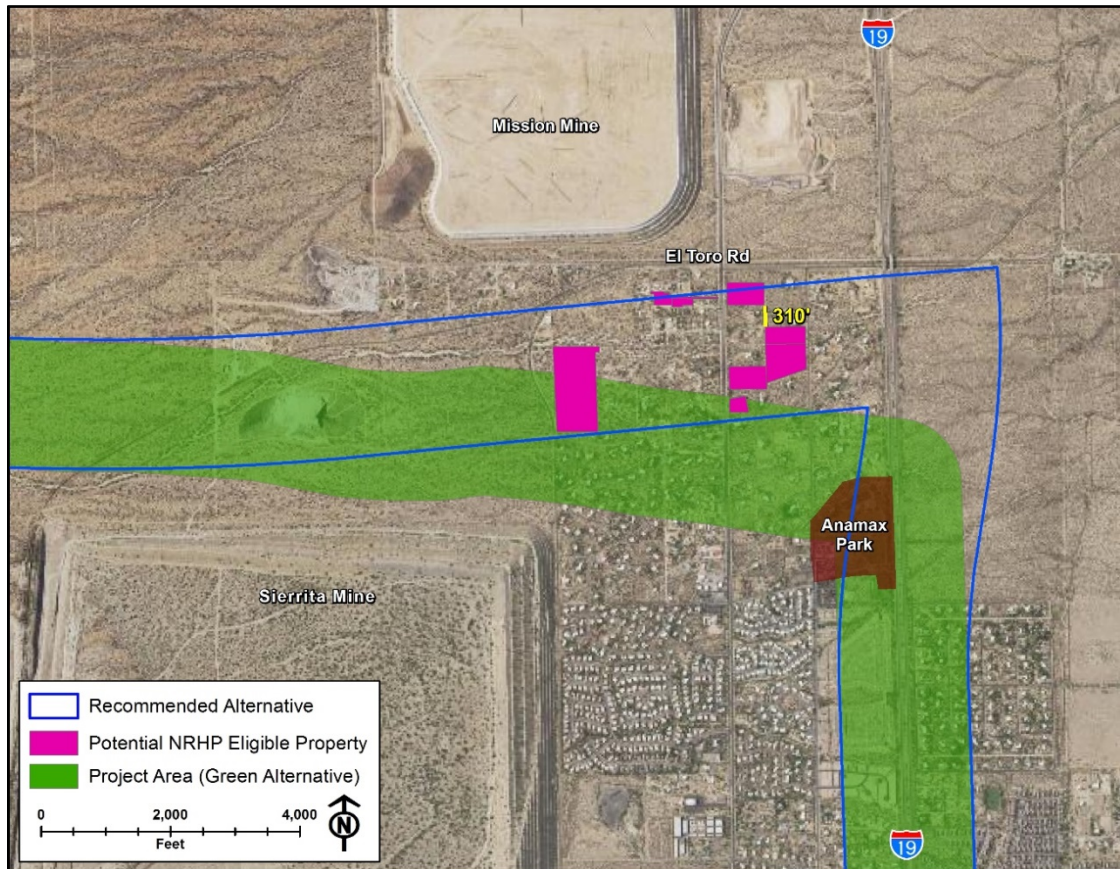 19
Mission Mine
El Toro Rd
310'
Anamax
Park
Sierrita Mine
Recommended Alternative
Potential NRHP Eligible Property
Project Area (Green Alternative)
0 2,000 4,000
Feet
N
19